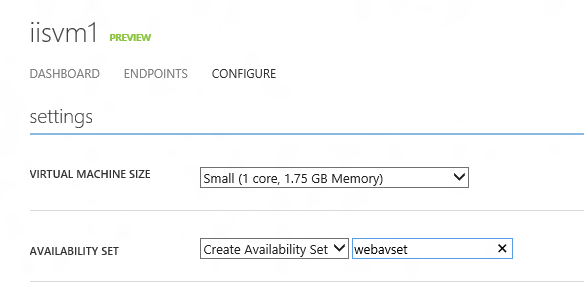 iisvm1 PREVIEW
DASHBOARD ENDPOINTS CONFIGURE
settings
VIRTUAL MACHINE SIZE Small (1 core, 1.75 GB Memory)
AVAILABILITY SET Create Availability Set webavset